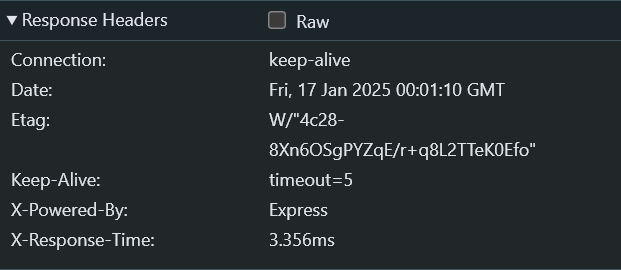 Response Headers Raw
Connection: keep-alive
Date: Fri, 17 Jan 2025 00:01:10 GMT
Etag: W/"4c28-
8Xn6OSgPYZqE/r+q8L2TTeK0Efo"
Keep-Alive: timeout=5
X-Powered-By: Express
X-Response-Time: 3.356ms